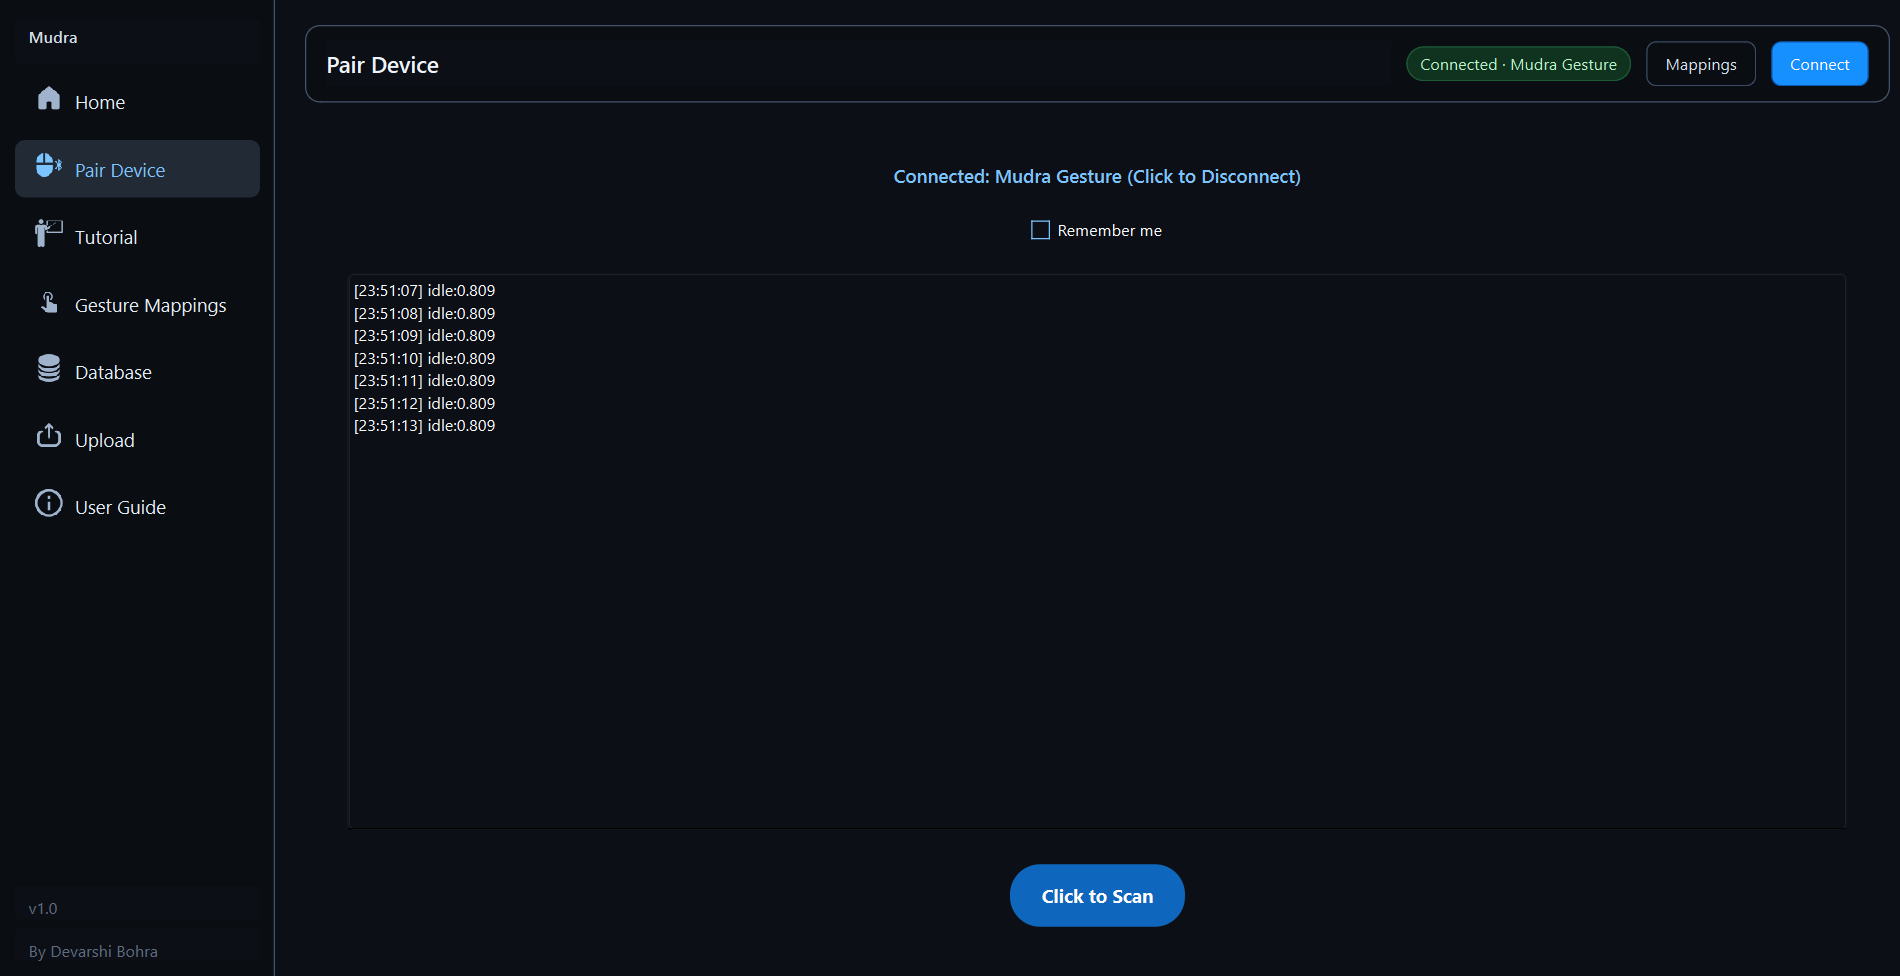 Mudra
Home
Pair Device
Tutorial
Gesture Mappings
Database
Upload
User Guide
v1.0
By Devarshi Bohra
Pair Device
Connected · Mudra Gesture
Mappings
Connect
Connected: Mudra Gesture (Click to Disconnect)
Remember me
[23:51:07] idle:0.809
[23:51:08] idle:0.809
[23:51:09] idle:0.809
[23:51:10] idle:0.809
[23:51:11] idle:0.809
[23:51:12] idle:0.809
[23:51:13] idle:0.809
Click to Scan